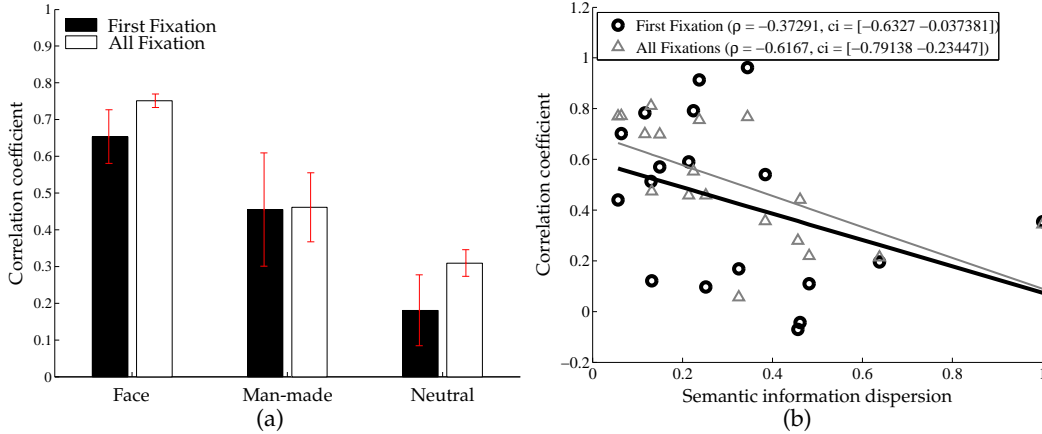 1
0.9
0.8
0.7
0.6
0.5
0.4
0.3
0.2
0.1
0
Correlation coefficient
First Fixation
All Fixation
Face Man-made Neutral
(a)
First Fixation (ρ = −0.37291, ci = [−0.6327 −0.037381])
All Fixations (ρ = −0.6167, ci = [−0.79138 −0.23447])
1.2
1
0.8
0.6
0.4
0.2
0
−0.2
Correlation coefficient
0 0.2 0.4 0.6 0.8 1
Semantic information dispersion
(b)